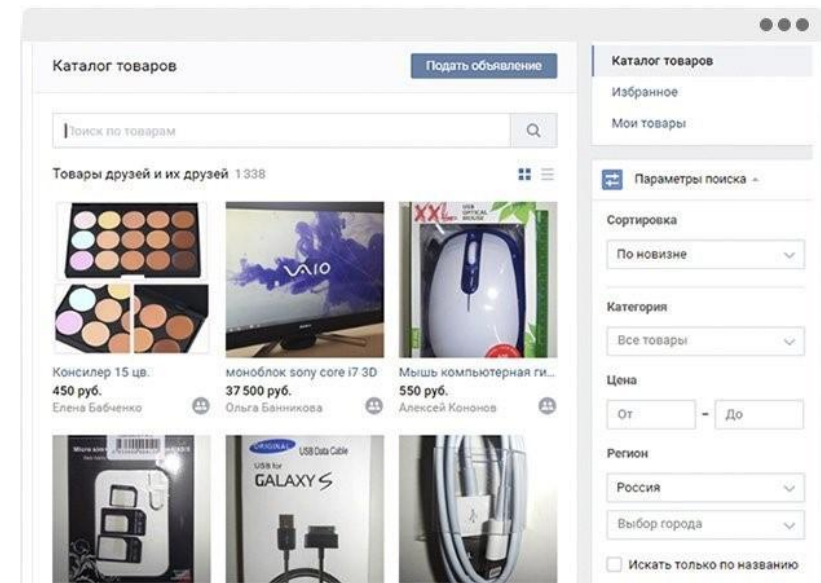 Каталог товаров
Подать объявление
Поиск по товарам
Товары друзей и их друзей 1 338
XXL
USB
OPTICAL
MOUSE
VAIO
Консилер 15 цв.
450 руб.
Елена Бабченко
моноблок sony core i7 3D
37 500 руб.
Ольга Банникова
Мышь компьютерная ги...
550 руб.
Алексей Кононов
ORIGINAL
USB Data Cable
USB for
GALAXY S
Каталог товаров
Избранное
Мои товары
Параметры поиска
Сортировка
По новизне
Категория
Все товары
Цена
От - До
Регион
Россия
Выбор города
Искать только по названию